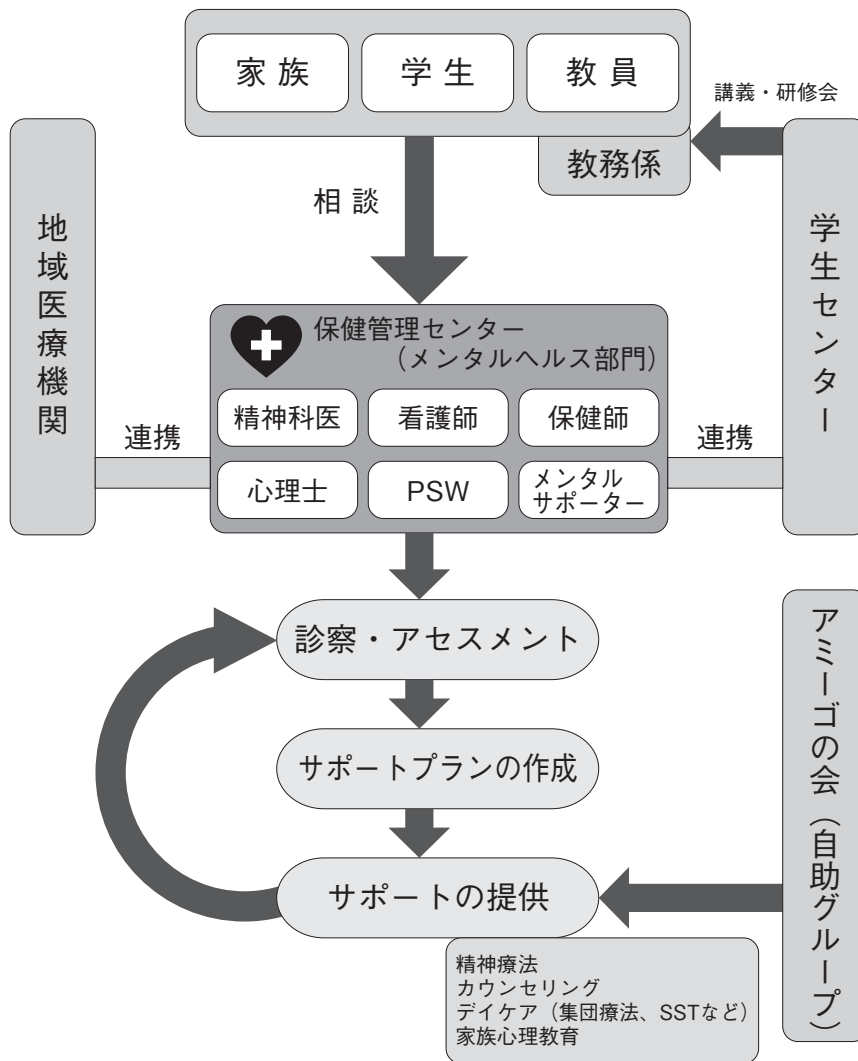 家族
学生
教員
教務係
講義・研修会
相談
地域医療機関
学生センター
保健管理センター
（メンタルヘルス部門）
精神科医
看護師
保健師
心理士
PSW
メンタル
サポーター
連携
連携
診察・アセスメント
サポートプランの作成
サポートの提供
アミーゴの会（自助グループ）
精神療法
カウンセリング
デイケア（集団療法、SSTなど）
家族心理教育